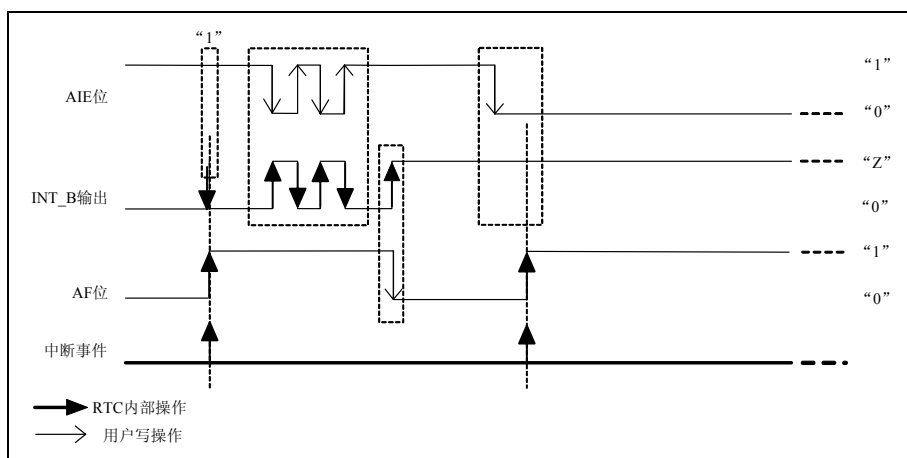 “1”
“1”
AIE位
“0”
“Z”
INT_B输出
“0”
“1”
AF位
“0”
中断事件
RTC内部操作
用户写操作